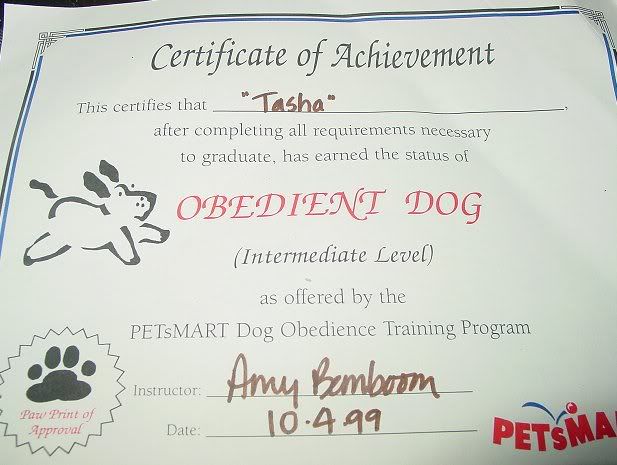 Certificate of Achievement
This certifies that "Tasha",
after completing all requirements necessary
to graduate, has earned the status of
OBEDIENT DOG
(Intermediate Level)
as offered by the
PETsMART Dog Obedience Training Program
Instructor: Amy Bemboom
Date: 10.4.99
Paw Print of
Approval
PETsMA